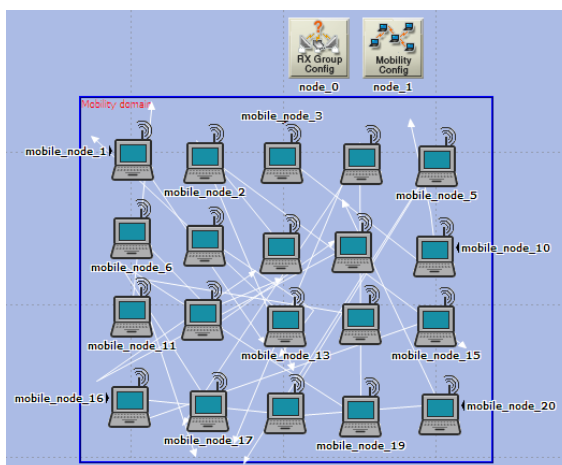 RX Group
Config
node_0
Mobility
Config
node_1
Mobility domain
mobile_node_3
mobile_node_1
mobile_node_2
mobile_node_5
mobile_node_6
mobile_node_10
mobile_node_11
mobile_node_13
mobile_node_15
mobile_node_16
mobile_node_17
mobile_node_19
mobile_node_20